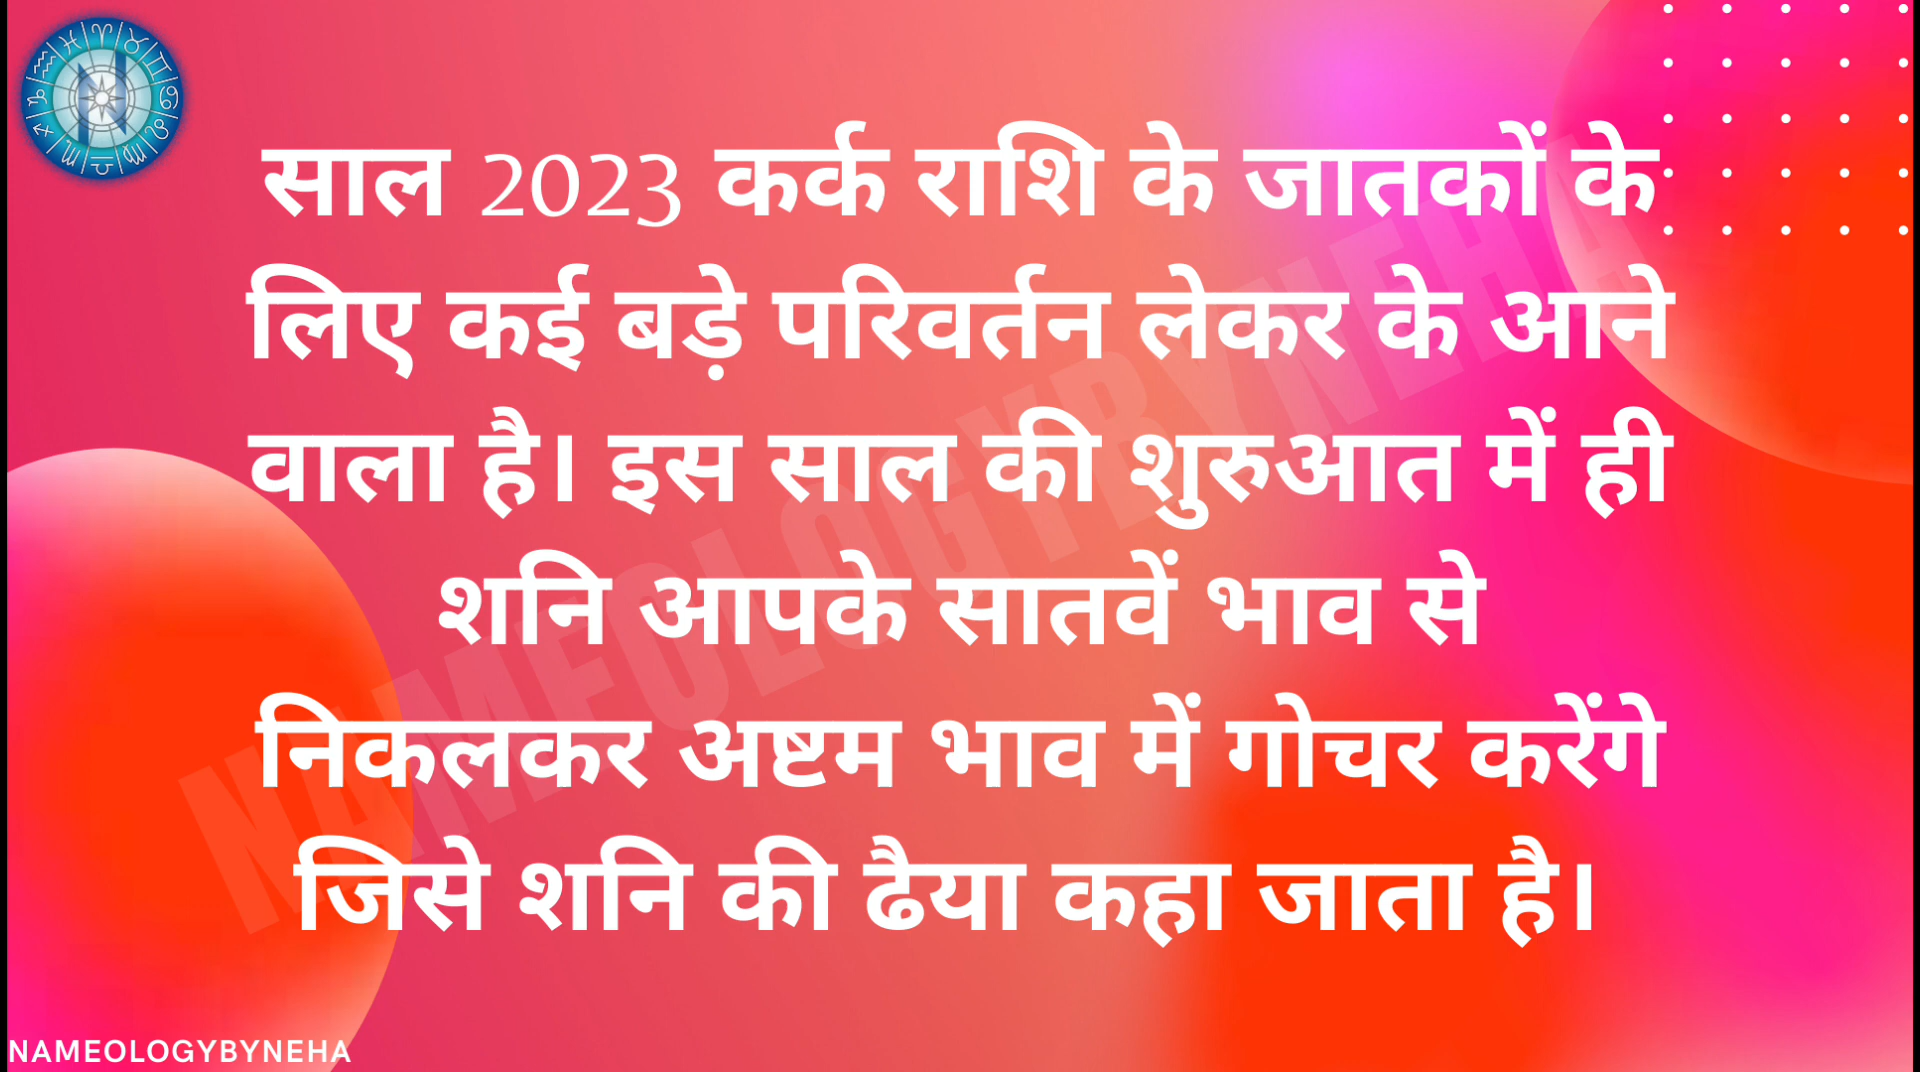 साल 2023 कर्क राशि के जातकों के
लिए कई बड़े परिवर्तन लेकर के आने
वाला है। इस साल की शुरुआत में ही
शनि आपके सातवें भाव से
निकलकर अष्टम भाव में गोचर करेंगे
जिसे शनि की ढैया कहा जाता है।
NAMEOLOGYBYNEHA
NAMEOLOGYBYNEHA